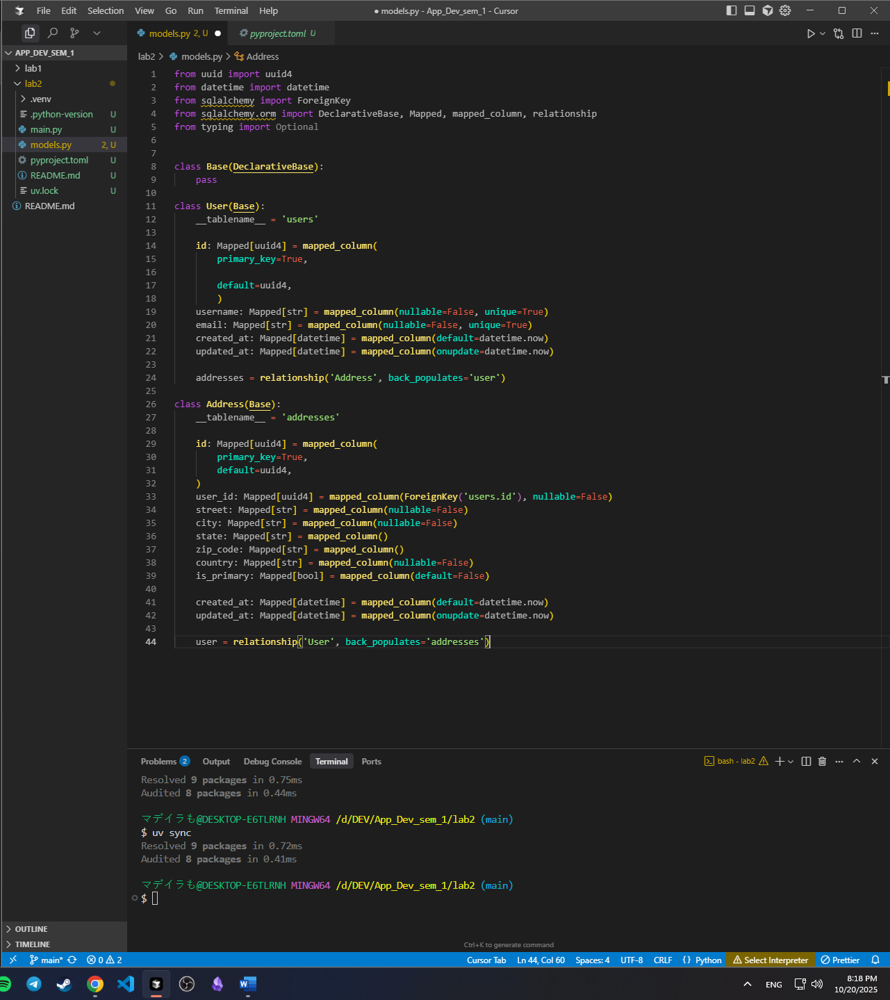 File Edit Selection View Go Run Terminal Help
● models.py - App_Dev_sem_1 - Cursor
APP_DEV_SEM_1
lab1
lab2
.venv
.python-version U
main.py U
models.py 2, U
pyproject.toml U
README.md U
uv.lock U
README.md
OUTLINE
TIMELINE
models.py 2, U
pyproject.toml U
lab2 > models.py > Address
1 from uuid import uuid4
2 from datetime import datetime
3 from sqlalchemy import ForeignKey
4 from sqlalchemy.orm import DeclarativeBase, Mapped, mapped_column, relationship
5 from typing import Optional
6
7
8 class Base(DeclarativeBase):
9     pass
10
11 class User(Base):
12     __tablename__ = 'users'
13
14     id: Mapped[uuid4] = mapped_column(
15         primary_key=True,
16
17         default=uuid4,
18         )
19     username: Mapped[str] = mapped_column(nullable=False, unique=True)
20     email: Mapped[str] = mapped_column(nullable=False, unique=True)
21     created_at: Mapped[datetime] = mapped_column(default=datetime.now)
22     updated_at: Mapped[datetime] = mapped_column(onupdate=datetime.now)
23
24     addresses = relationship('Address', back_populates='user')
25
26 class Address(Base):
27     __tablename__ = 'addresses'
28
29     id: Mapped[uuid4] = mapped_column(
30         primary_key=True,
31         default=uuid4,
32     )
33     user_id: Mapped[uuid4] = mapped_column(ForeignKey('users.id'), nullable=False)
34     street: Mapped[str] = mapped_column(nullable=False)
35     city: Mapped[str] = mapped_column(nullable=False)
36     state: Mapped[str] = mapped_column()
37     zip_code: Mapped[str] = mapped_column()
38     country: Mapped[str] = mapped_column(nullable=False)
39     is_primary: Mapped[bool] = mapped_column(default=False)
40
41     created_at: Mapped[datetime] = mapped_column(default=datetime.now)
42     updated_at: Mapped[datetime] = mapped_column(onupdate=datetime.now)
43
44     user = relationship('User', back_populates='addresses')
Problems 2 Output Debug Console Terminal Ports
bash - lab2
Resolved 9 packages in 0.75ms
Audited 8 packages in 0.44ms
マデイラも@DESKTOP-E6TLRNH MINGW64 /d/DEV/App_Dev_sem_1/lab2 (main)
$ uv sync
Resolved 9 packages in 0.72ms
Audited 8 packages in 0.41ms
マデイラも@DESKTOP-E6TLRNH MINGW64 /d/DEV/App_Dev_sem_1/lab2 (main)
$
Ctrl+K to generate command
main* 0 2 Cursor Tab Ln 44, Col 60 Spaces: 4 UTF-8 CRLF {} Python Select Interpreter Prettier
ENG
8:18 PM
10/20/2025